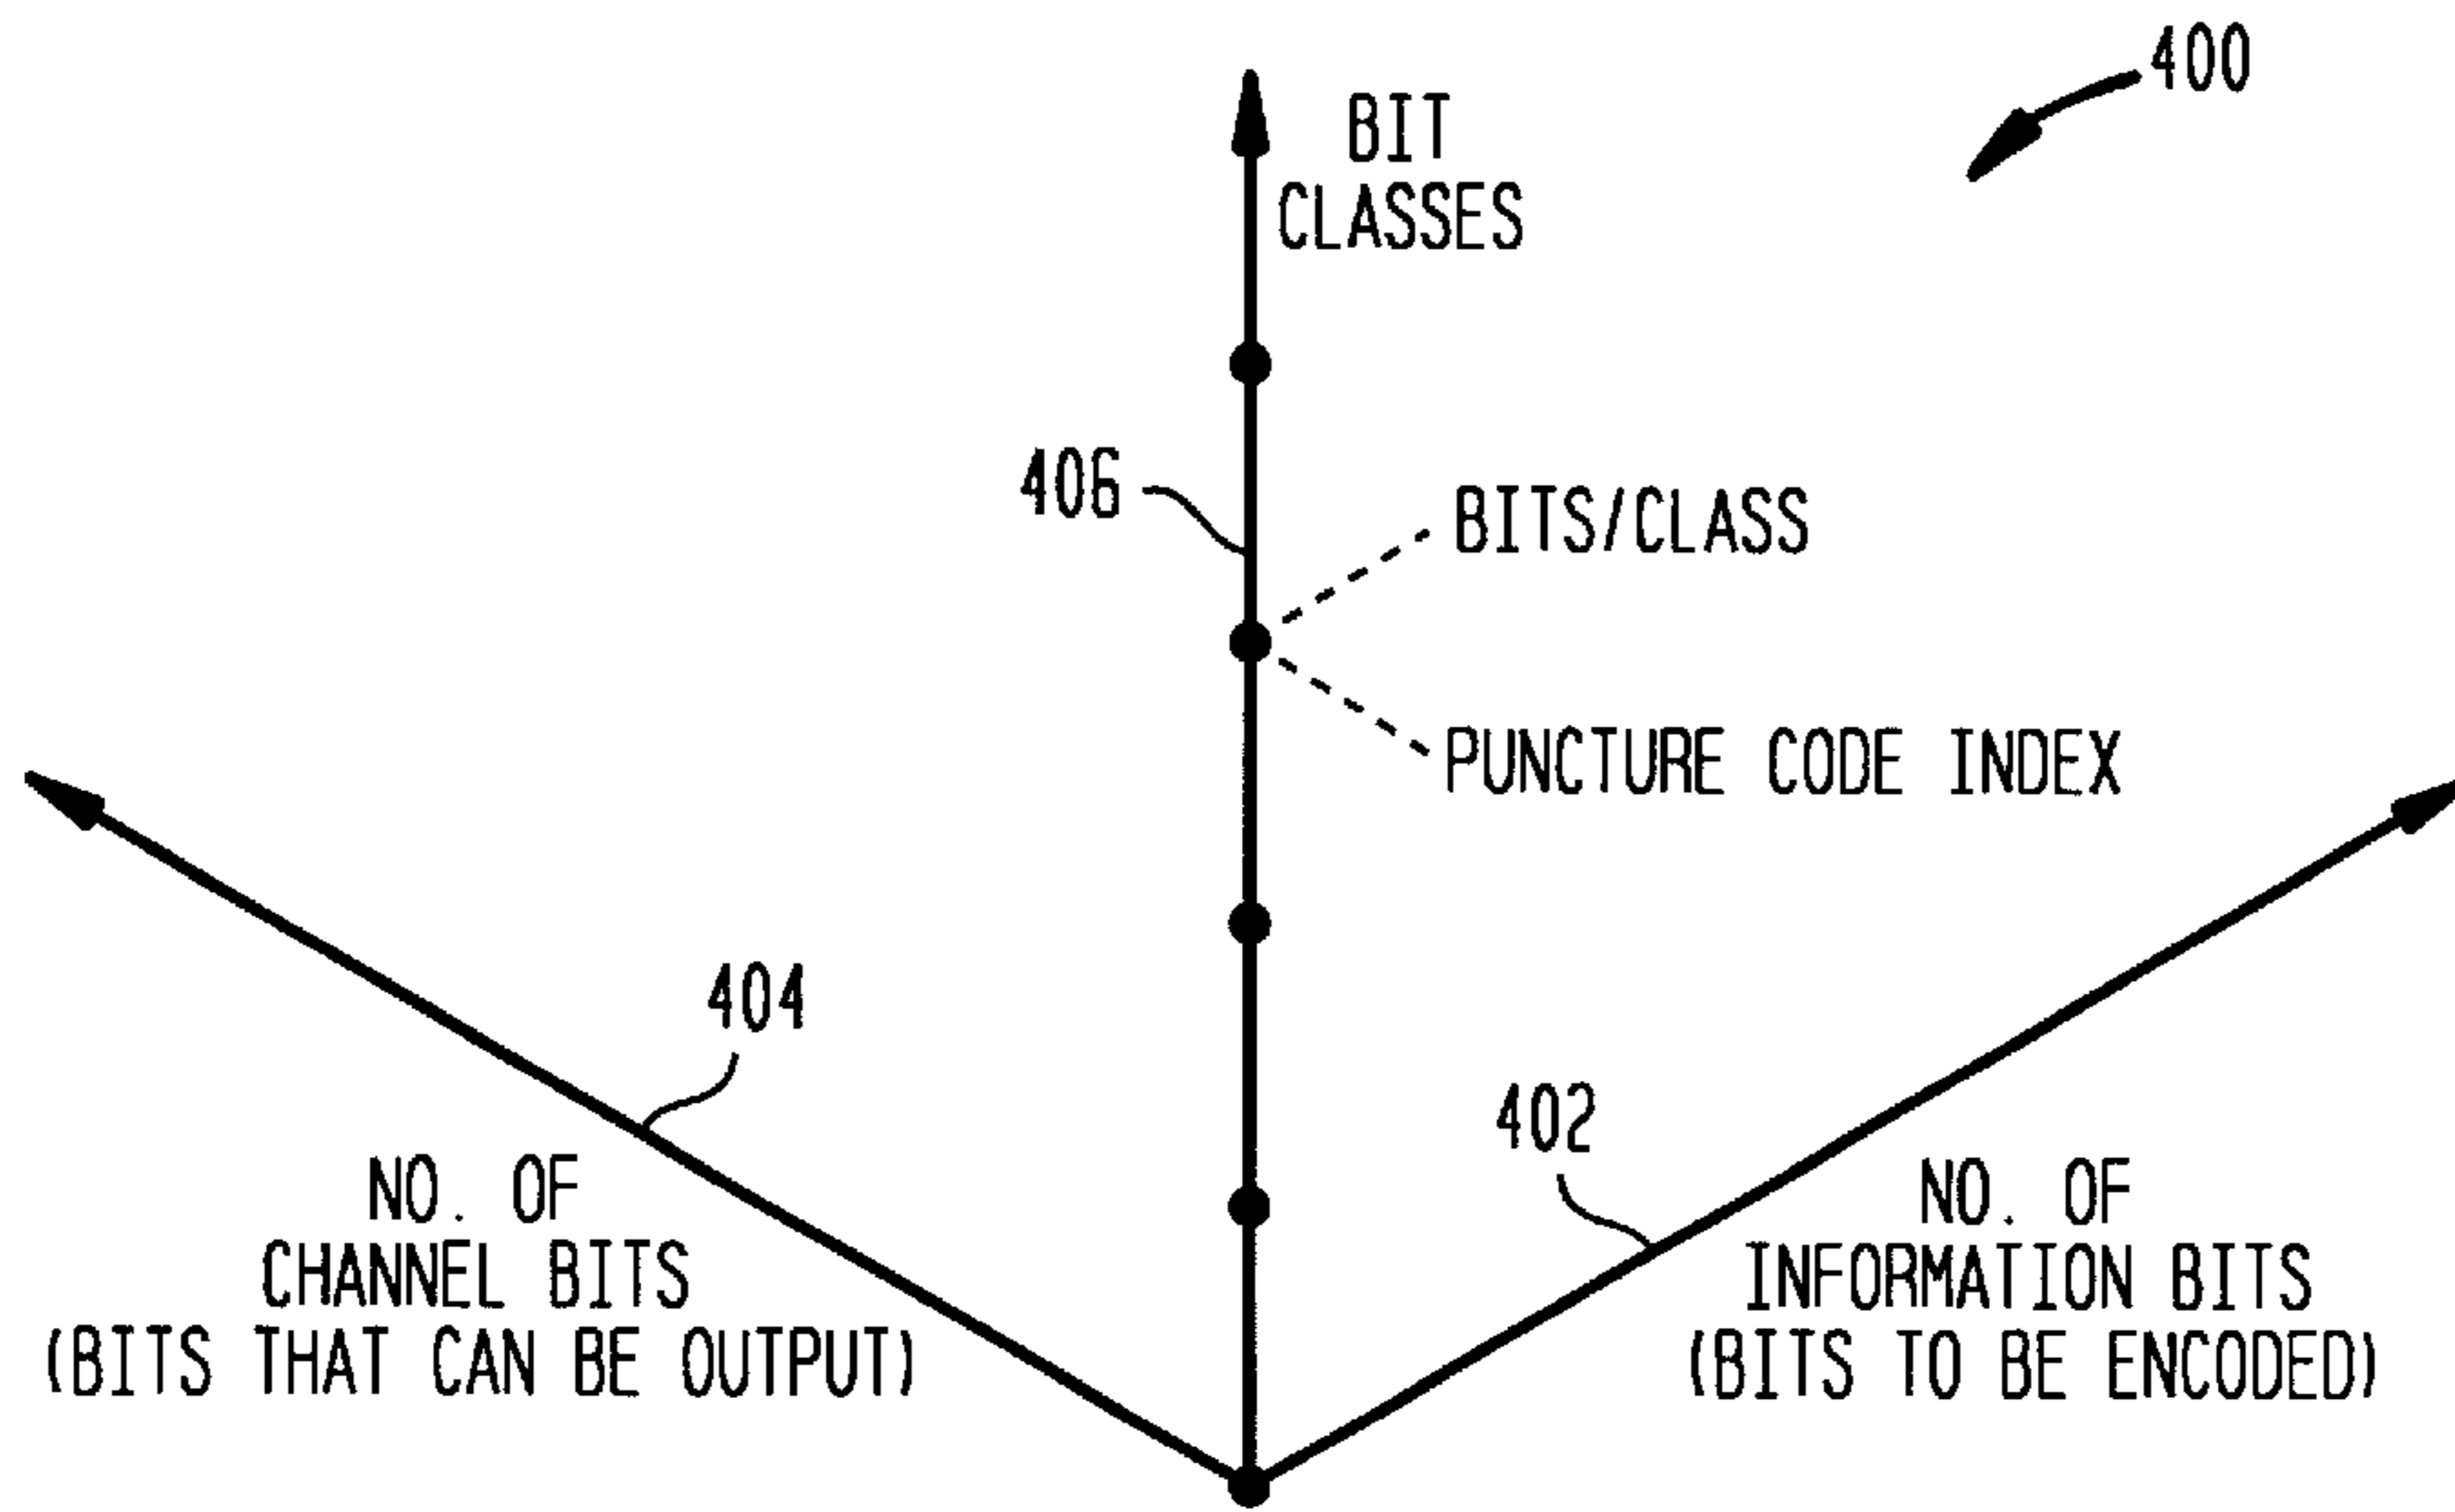 400
BIT
CLASSES
406
BITS/CLASS
PUNCTURE CODE INDEX
404
NO. OF
CHANNEL BITS
(BITS THAT CAN BE OUTPUT)
402
NO. OF
INFORMATION BITS
(BITS TO BE ENCODED)